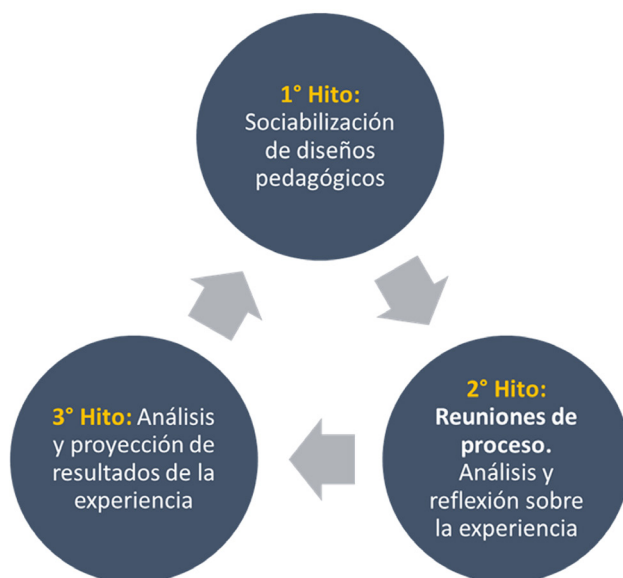 1° Hito:
Sociabilización
de diseños
pedagógicos
2° Hito:
Reuniones de
proceso.
Análisis y
reflexión sobre
la experiencia
3° Hito: Análisis
y proyección de
resultados de la
experiencia